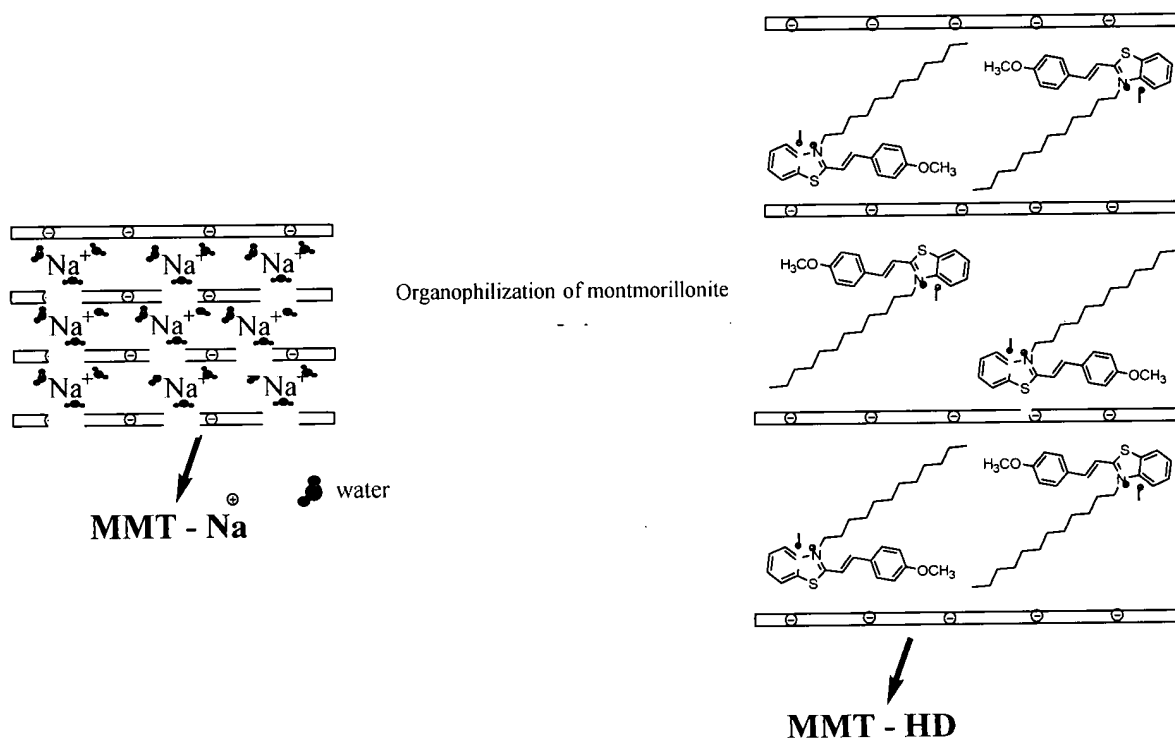 S
H₃CO
N
N
OCH₃
S
Na⁺ Na⁺ Na⁺
Na⁺ Na⁺ Na⁺
Na⁺ Na⁺ Na⁺
⊕
MMT - Na
water
Organophilization of montmorillonite
S
H₃CO
N
N
OCH₃
S
S
H₃CO
N
N
OCH₃
S
MMT - HD